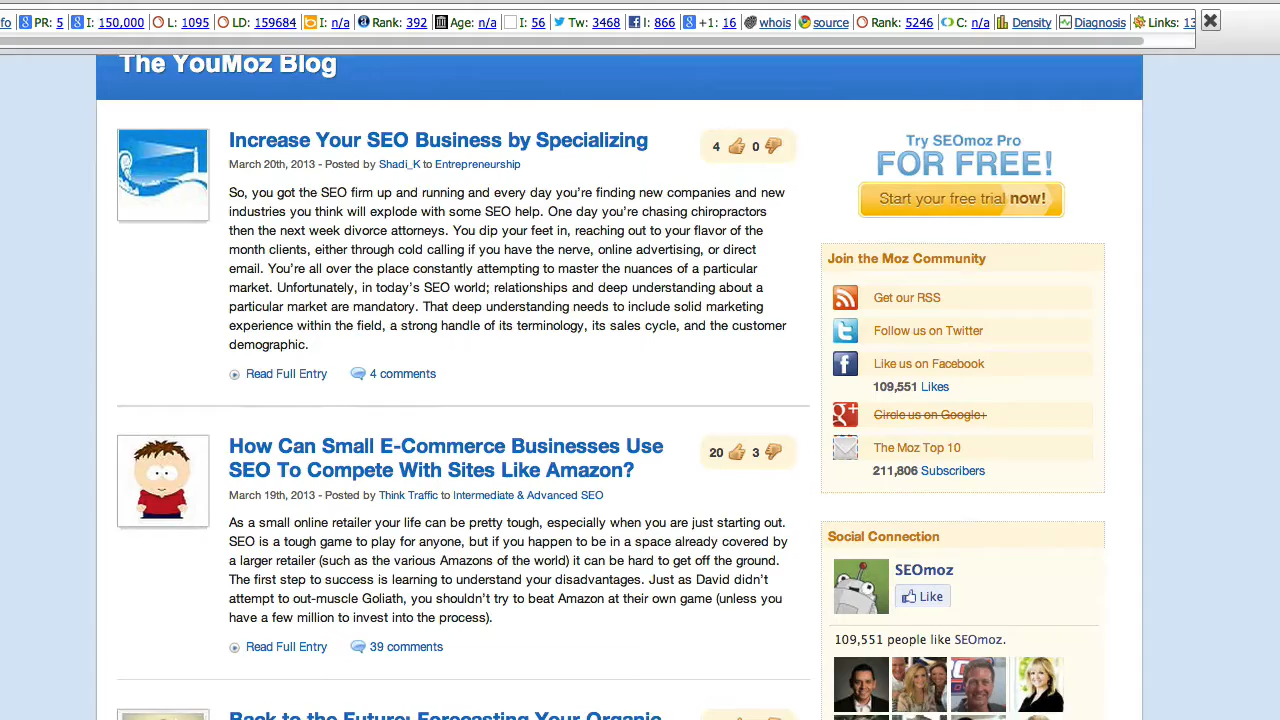 fo PR: 5 I: 150,000 L: 1095 LD: 159684 I: n/a Rank: 392 Age: n/a I: 56 Tw: 3468 I: 866 +1: 16 whois source Rank: 5246 C: n/a Density Diagnosis Links: 13
The YouMoz Blog
Increase Your SEO Business by Specializing
4 0
March 20th, 2013 - Posted by Shadi_K to Entrepreneurship
So, you got the SEO firm up and running and every day you're finding new companies and new
industries you think will explode with some SEO help. One day you're chasing chiropractors
then the next week divorce attorneys. You dip your feet in, reaching out to your flavor of the
month clients, either through cold calling if you have the nerve, online advertising, or direct
email. You're all over the place constantly attempting to master the nuances of a particular
market. Unfortunately, in today's SEO world; relationships and deep understanding about a
particular market are mandatory. That deep understanding needs to include solid marketing
experience within the field, a strong handle of its terminology, its sales cycle, and the customer
demographic.
Read Full Entry 4 comments
How Can Small E-Commerce Businesses Use
SEO To Compete With Sites Like Amazon?
20 3
March 19th, 2013 - Posted by Think Traffic to Intermediate & Advanced SEO
As a small online retailer your life can be pretty tough, especially when you are just starting out.
SEO is a tough game to play for anyone, but if you happen to be in a space already covered by
a larger retailer (such as the various Amazons of the world) it can be hard to get off the ground.
The first step to success is learning to understand your disadvantages. Just as David didn't
attempt to out-muscle Goliath, you shouldn't try to beat Amazon at their own game (unless you
have a few million to invest into the process).
Read Full Entry 39 comments
Back to the Future: Forecasting Your Organic
Try SEOmoz Pro
FOR FREE!
Start your free trial now!
Join the Moz Community
Get our RSS
Follow us on Twitter
Like us on Facebook
109,551 Likes
Circle us on Google+
The Moz Top 10
211,806 Subscribers
Social Connection
SEOmoz
Like
109,551 people like SEOmoz.